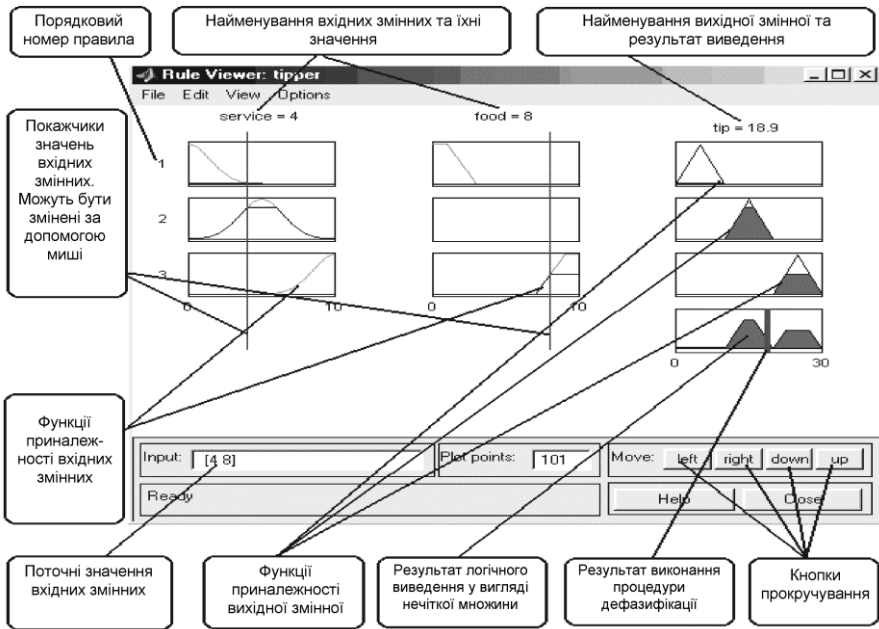 Порядковий
номер правила
Найменування вхідних змінних та їхні
значення
Найменування вихідної змінної та
результат виведення
Rule Viewer: tipper
File Edit View Options
service = 4
food = 8
tip = 18.9
Покажчики
значень
вхідних
змінних.
Можуть бути
змінені за
допомогою
миші
1
2
3
0
10
0
10
0
30
Функції
приналеж-
ності вхідних
змінних
Input: [4 8]
Plot points: 101
Move: left right down up
Ready
Help Close
Поточні значення
вхідних змінних
Функції
приналежності
вихідної змінної
Результат логічного
виведення у вигляді
нечіткої множини
Результат виконання
процедури
дефазифікації
Кнопки
прокручування